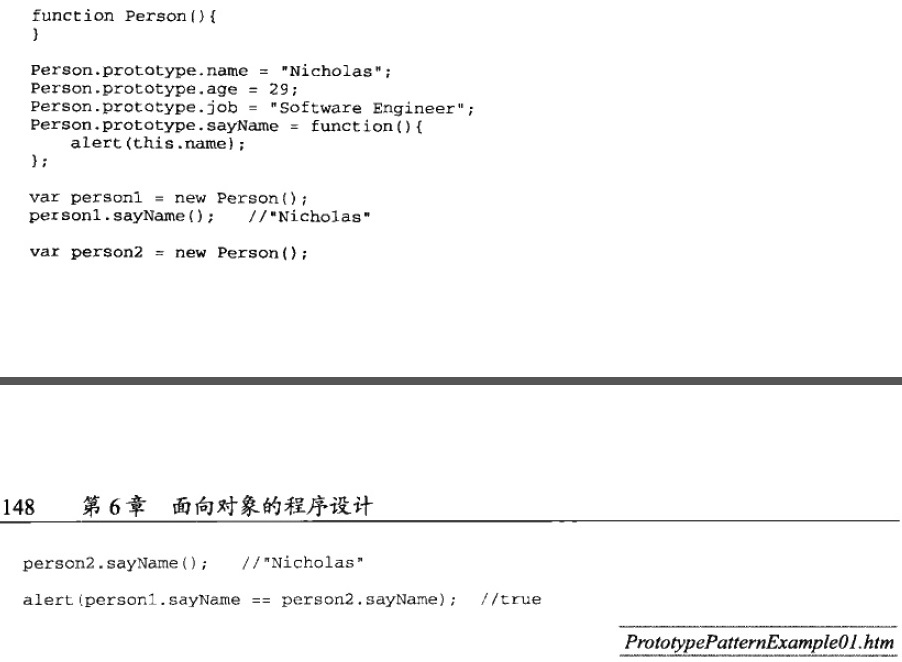 function Person(){
}
Person.prototype.name = "Nicholas";
Person.prototype.age = 29;
Person.prototype.job = "Software Engineer";
Person.prototype.sayName = function(){
    alert(this.name);
};
var person1 = new Person();
person1.sayName();   //"Nicholas"
var person2 = new Person();
148 第 6 章 面向对象的程序设计
person2.sayName();   //"Nicholas"
alert(person1.sayName == person2.sayName);  //true
PrototypePatternExample01.htm